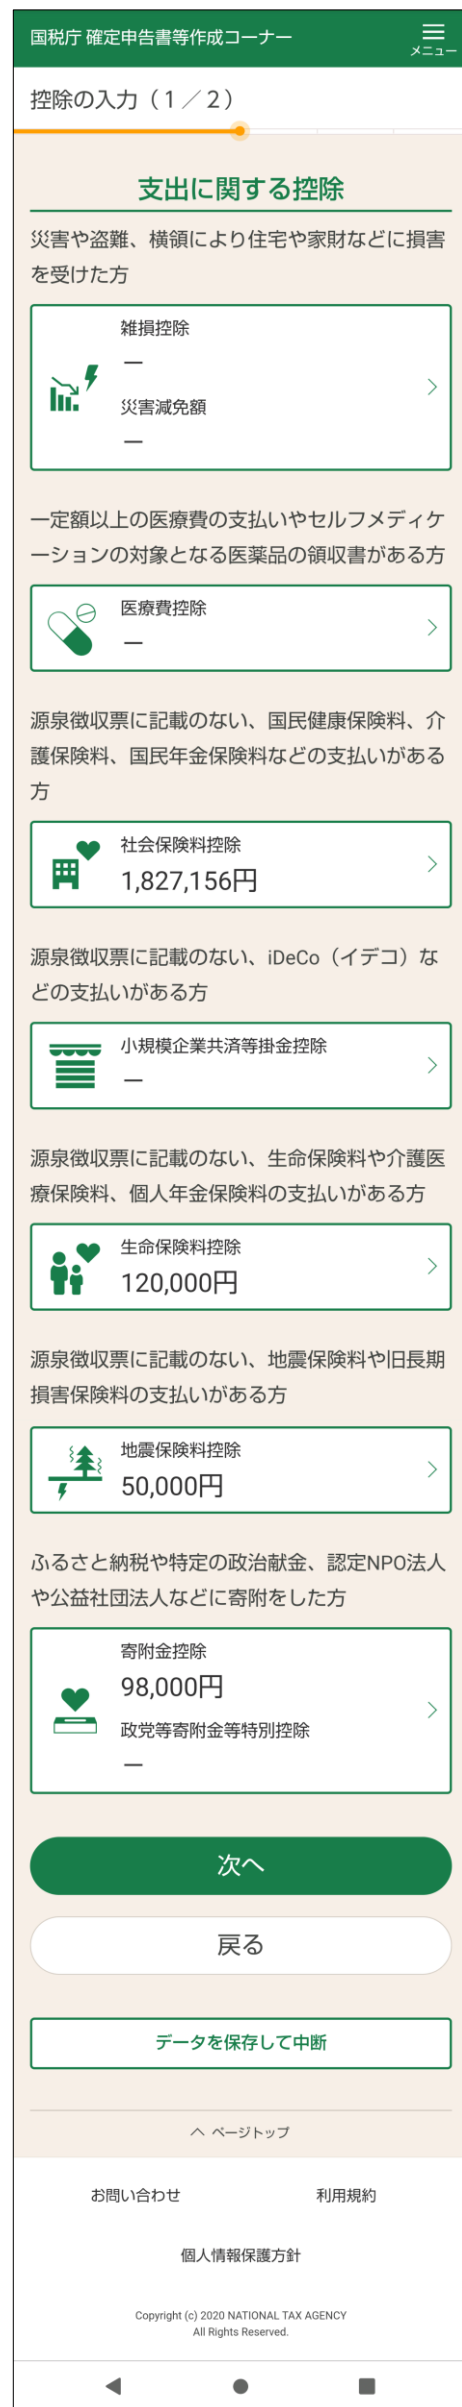 国税庁 確定申告書等作成コーナー
メニュー
控除の入力（1／2）
支出に関する控除
災害や盗難、横領により住宅や家財などに損害
を受けた方
雑損控除
―
災害減免額
―
一定額以上の医療費の支払いやセルフメディケ
ーションの対象となる医薬品の領収書がある方
医療費控除
―
源泉徴収票に記載のない、国民健康保険料、介
護保険料、国民年金保険料などの支払いがある
方
社会保険料控除
1,827,156円
源泉徴収票に記載のない、iDeCo（イデコ）な
どの支払いがある方
小規模企業共済等掛金控除
―
源泉徴収票に記載のない、生命保険料や介護医
療保険料、個人年金保険料の支払いがある方
生命保険料控除
120,000円
源泉徴収票に記載のない、地震保険料や旧長期
損害保険料の支払いがある方
地震保険料控除
50,000円
ふるさと納税や特定の政治献金、認定NPO法人
や公益社団法人などに寄附をした方
寄附金控除
98,000円
政党等寄附金等特別控除
―
次へ
戻る
データを保存して中断
ページトップ
お問い合わせ 利用規約
個人情報保護方針
Copyright (c) 2020 NATIONAL TAX AGENCY
All Rights Reserved.